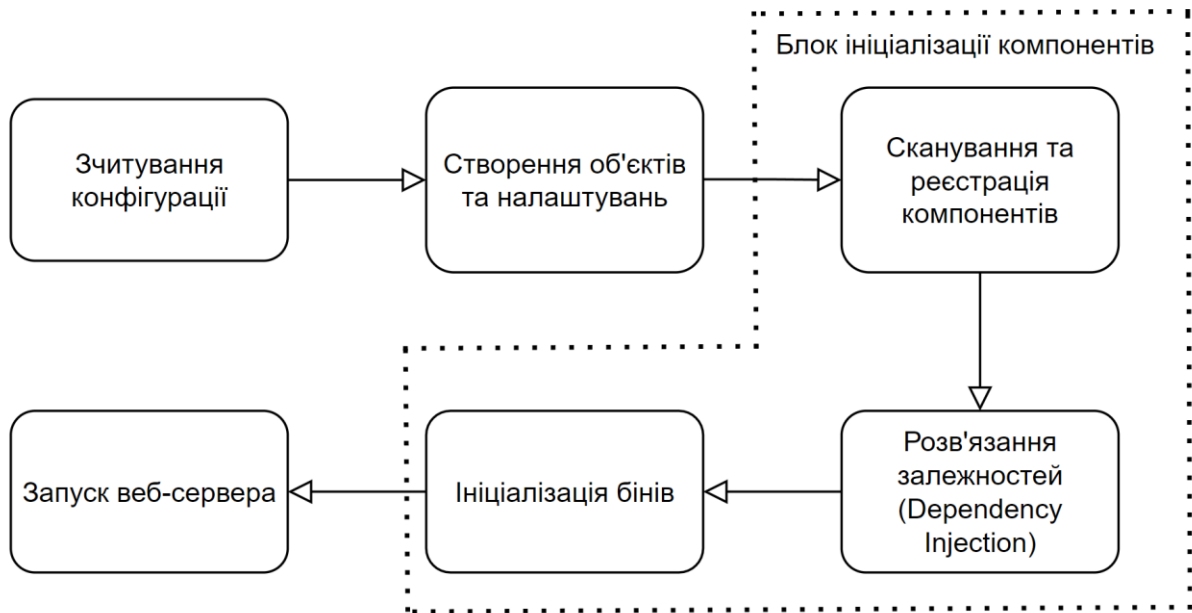 Блок ініціалізації компонентів
Зчитування
конфігурації
Створення об'єктів
та налаштувань
Сканування та
реєстрація
компонентів
Розв'язання
залежностей
(Dependency
Injection)
Ініціалізація бінів
Запуск веб-сервера